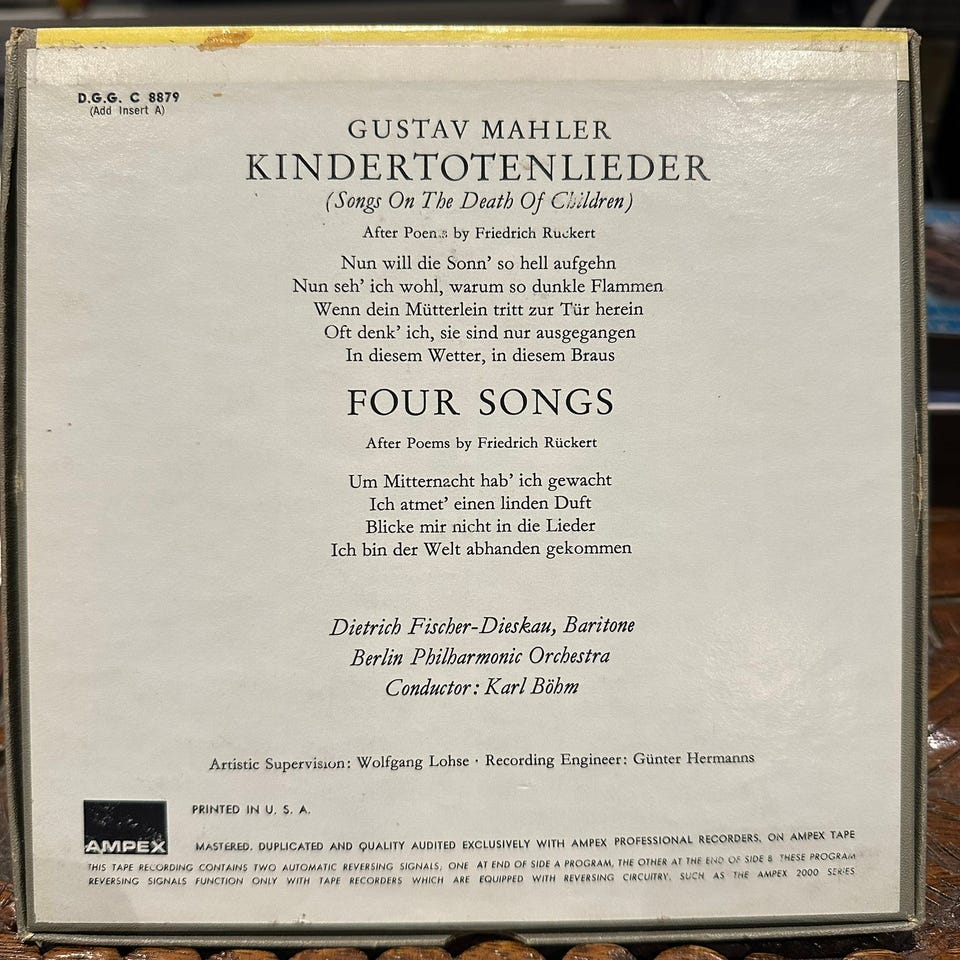 D.G.G. C 8879
(Add Insert A)
GUSTAV MAHLER
KINDERTOTENLIEDER
(Songs On The Death Of Children)
After Poems by Friedrich Ruckert
Nun will die Sonn' so hell aufgehn
Nun seh' ich wohl, warum so dunkle Flammen
Wenn dein Mütterlein tritt zur Tür herein
Oft denk' ich, sie sind nur ausgegangen
In diesem Wetter, in diesem Braus
FOUR SONGS
After Poems by Friedrich Rückert
Um Mitternacht hab' ich gewacht
Ich atmet' einen linden Duft
Blicke mir nicht in die Lieder
Ich bin der Welt abhanden gekommen
Dietrich Fischer-Dieskau, Baritone
Berlin Philharmonic Orchestra
Conductor: Karl Böhm
Artistic Supervision: Wolfgang Lohse · Recording Engineer: Günter Hermanns
AMPEX
PRINTED IN U. S. A.
MASTERED, DUPLICATED AND QUALITY AUDITED EXCLUSIVELY WITH AMPEX PROFESSIONAL RECORDERS, ON AMPEX TAPE
THIS TAPE RECORDING CONTAINS TWO AUTOMATIC REVERSING SIGNALS; ONE AT END OF SIDE A PROGRAM, THE OTHER AT THE END OF SIDE B THESE PROGRAM
REVERSING SIGNALS FUNCTION ONLY WITH TAPE RECORDERS WHICH ARE EQUIPPED WITH REVERSING CIRCUITRY, SUCH AS THE AMPEX 2000 SERIES